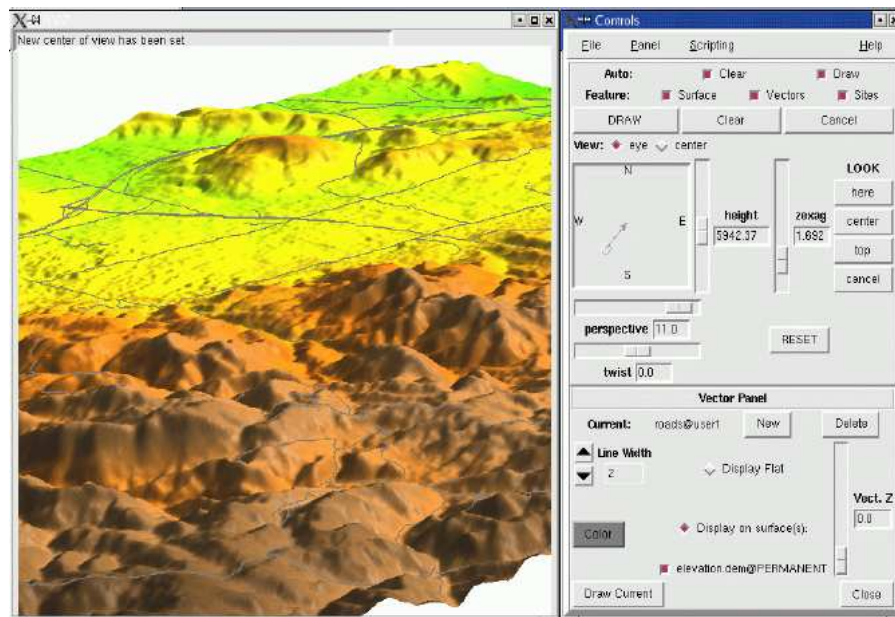 New center of view has been set
Controls
File Panel Scripting Help
Auto: Clear Draw
Feature: Surface Vectors Sites
DRAW Clear Cancel
View: eye center
N
W E
S
height
5942.37
zexag
1.692
LOOK
here
center
top
cancel
perspective 11.0
RESET
twist 0.0
Vector Panel
Current: roads@user1 New Delete
Line Width
2
Display Flat
Vect. Z
0.8
Color
Display on surface(s):
elevation.dem@PERMANENT
Draw Current Close